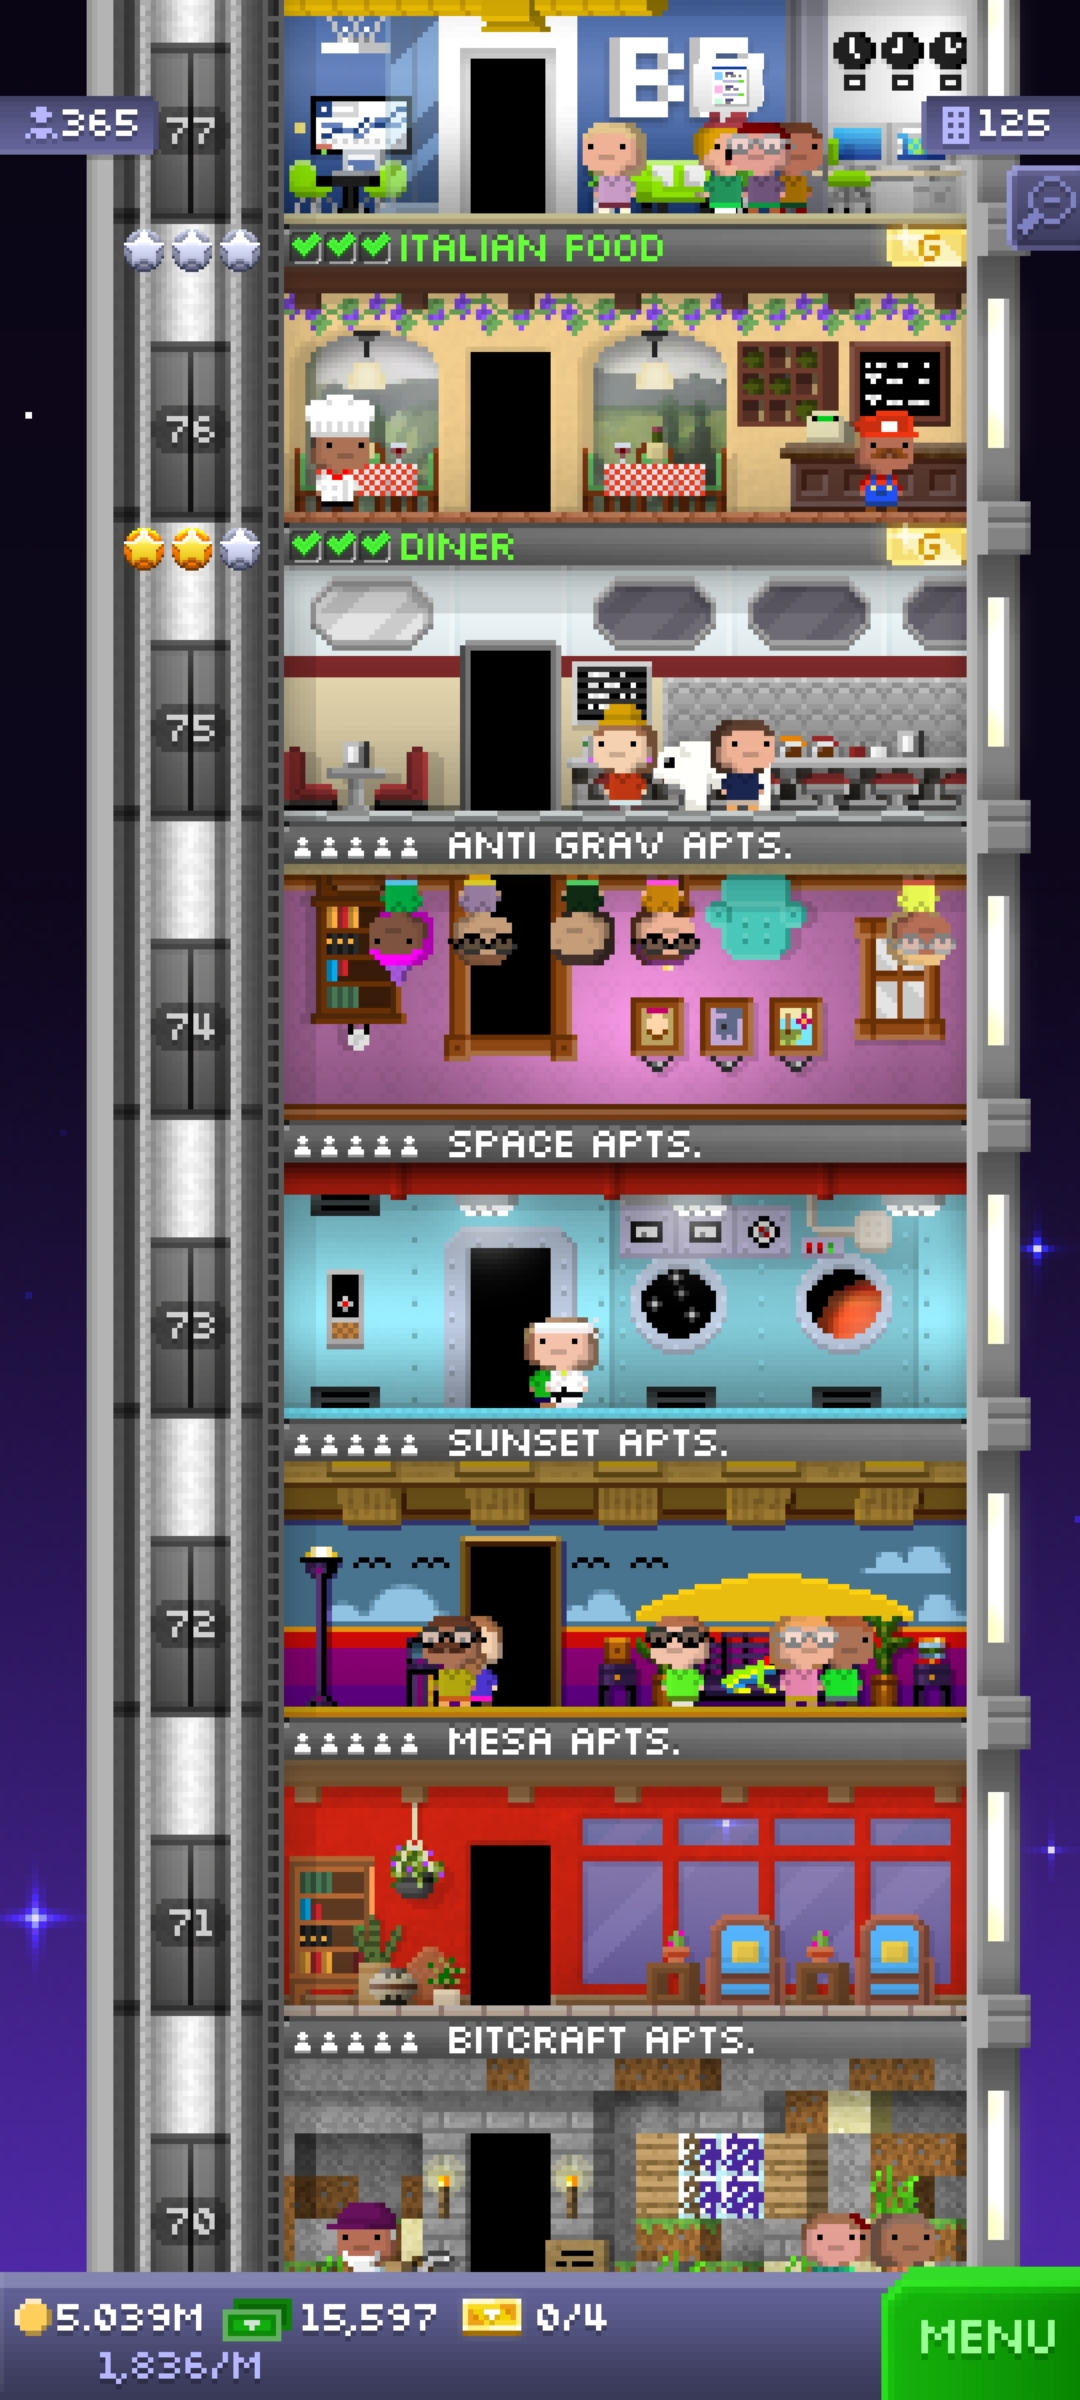 365
77
125
ITALIAN FOOD
G
76
DINER
G
75
ANTI GRAV APTS.
74
SPACE APTS.
73
SUNSET APTS.
72
MESA APTS.
71
BITCRAFT APTS.
70
5.039M 15,597 0/4
1,836/M
MENU